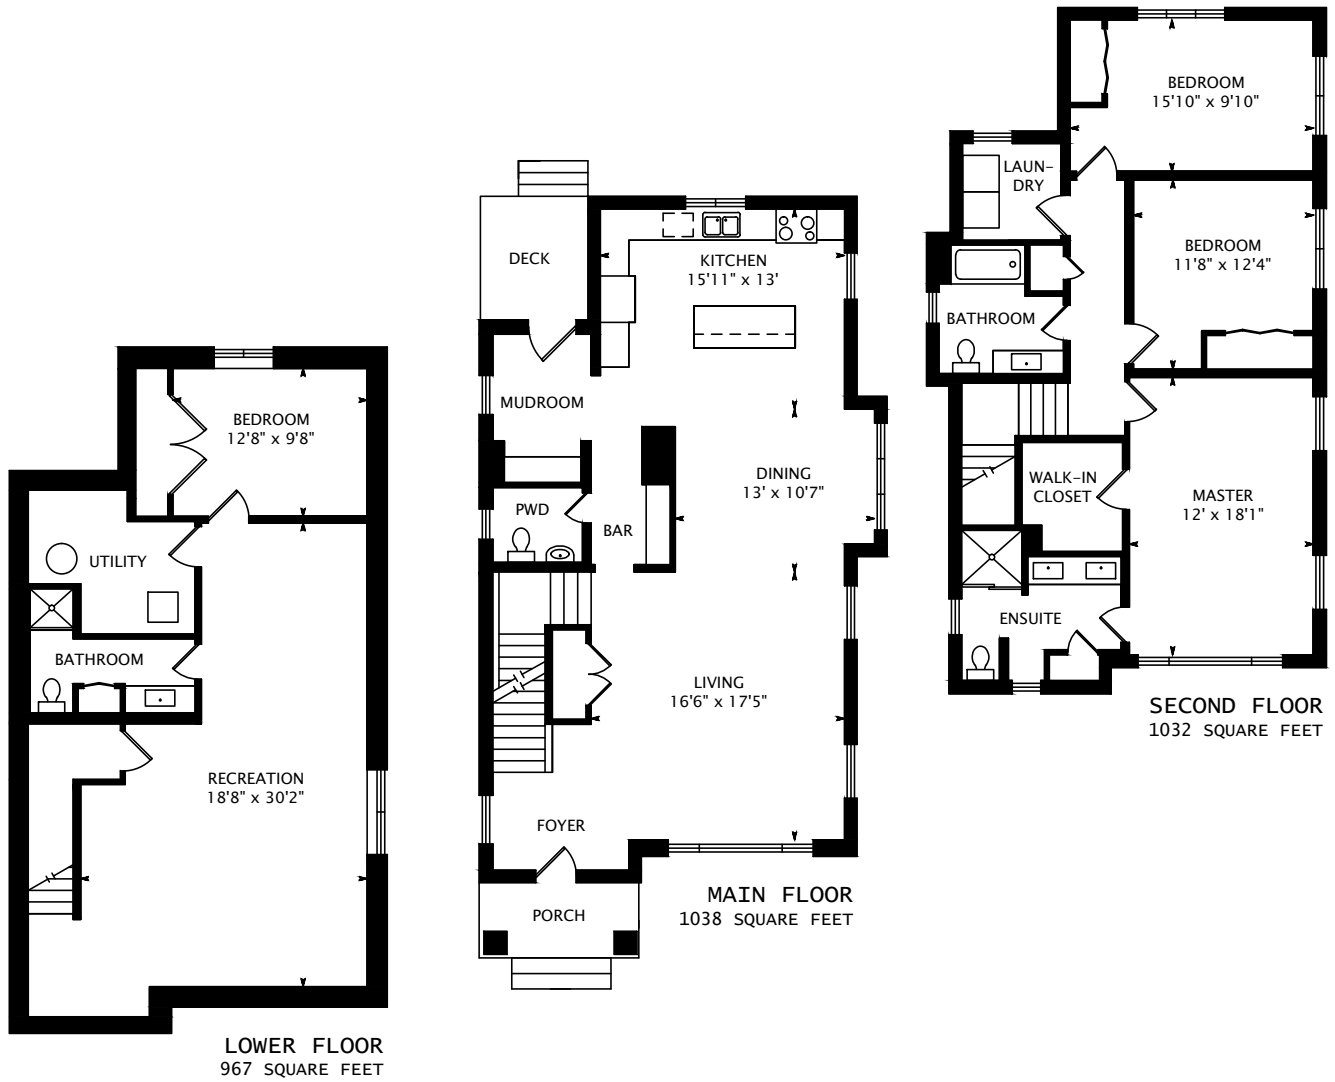 BEDROOM
12'8" x 9'8"
UTILITY
BATHROOM
RECREATION
18'8" x 30'2"
LOWER FLOOR
967 SQUARE FEET
DECK
KITCHEN
15'11" x 13'
MUDROOM
DINING
13' x 10'7"
PWD
BAR
LIVING
16'6" x 17'5"
FOYER
PORCH
MAIN FLOOR
1038 SQUARE FEET
BEDROOM
15'10" x 9'10"
LAUN-
DRY
BEDROOM
11'8" x 12'4"
BATHROOM
WALK-IN
CLOSET
MASTER
12' x 18'1"
ENSUITE
SECOND FLOOR
1032 SQUARE FEET